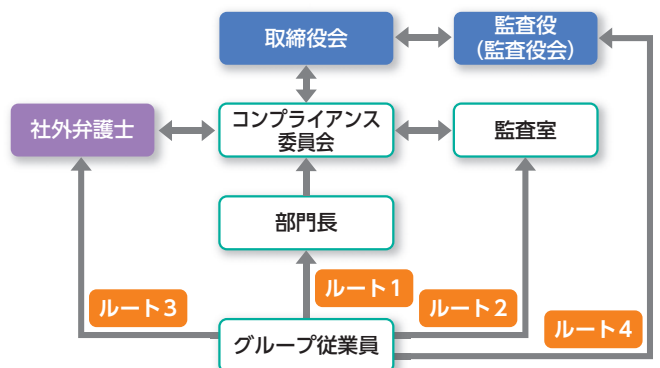 取締役会
監査役
(監査役会)
社外弁護士
コンプライアンス
委員会
監査室
部門長
ルート1
ルート3
ルート2
ルート4
グループ従業員